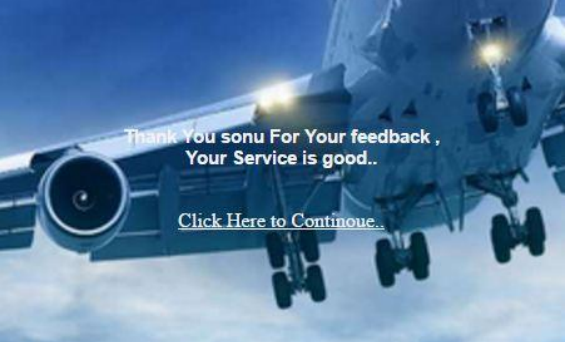 Thank You sonu For Your feedback ,
Your Service is good..
Click Here to Continoue..